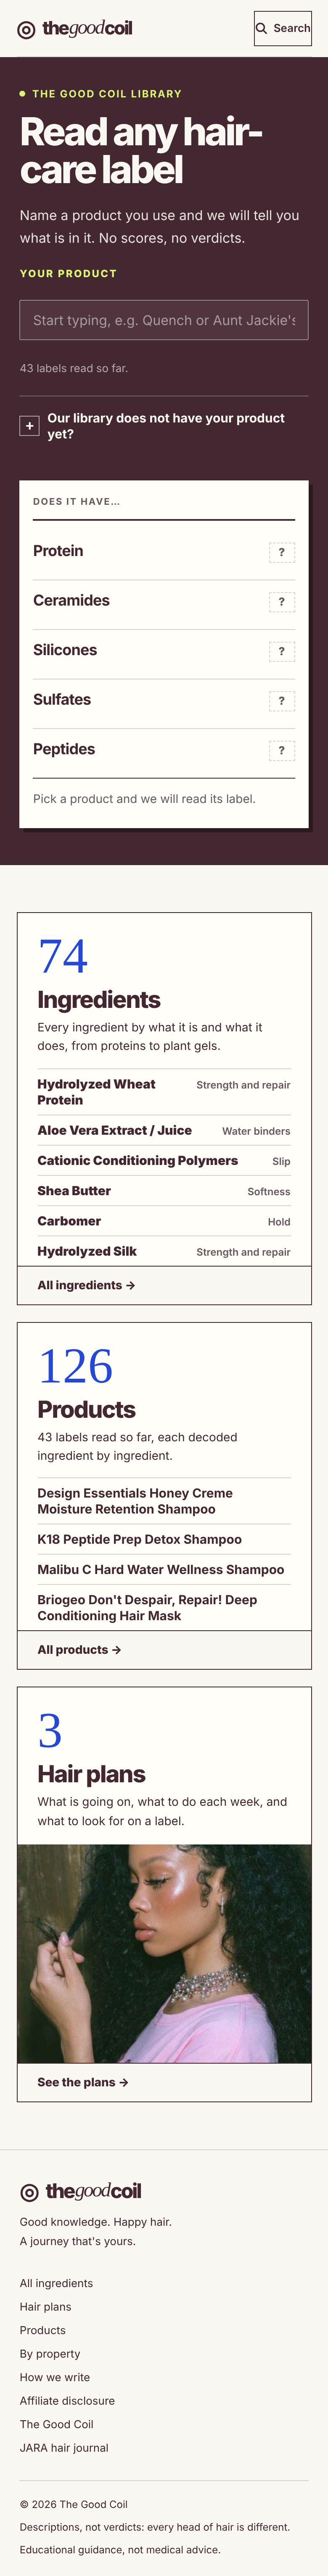 thegoodcoil
Search
THE GOOD COIL LIBRARY
Read any hair-
care label
Name a product you use and we will tell you
what is in it. No scores, no verdicts.
YOUR PRODUCT
Start typing, e.g. Quench or Aunt Jackie's
43 labels read so far.
+
Our library does not have your product
yet?
DOES IT HAVE...
Protein
?
Ceramides
?
Silicones
?
Sulfates
?
Peptides
?
Pick a product and we will read its label.
74
Ingredients
Every ingredient by what it is and what it
does, from proteins to plant gels.
Hydrolyzed Wheat
Protein
Strength and repair
Aloe Vera Extract / Juice
Water binders
Cationic Conditioning Polymers
Slip
Shea Butter
Softness
Carbomer
Hold
Hydrolyzed Silk
Strength and repair
All ingredients →
126
Products
43 labels read so far, each decoded
ingredient by ingredient.
Design Essentials Honey Creme
Moisture Retention Shampoo
K18 Peptide Prep Detox Shampoo
Malibu C Hard Water Wellness Shampoo
Briogeo Don't Despair, Repair! Deep
Conditioning Hair Mask
All products →
3
Hair plans
What is going on, what to do each week, and
what to look for on a label.
See the plans →
thegoodcoil
Good knowledge. Happy hair.
A journey that's yours.
All ingredients
Hair plans
Products
By property
How we write
Affiliate disclosure
The Good Coil
JARA hair journal
© 2026 The Good Coil
Descriptions, not verdicts: every head of hair is different.
Educational guidance, not medical advice.